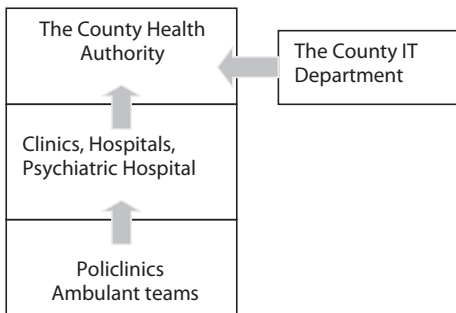 The County Health
Authority
The County IT
Department
Clinics, Hospitals,
Psychiatric Hospital
Policlinics
Ambulant teams